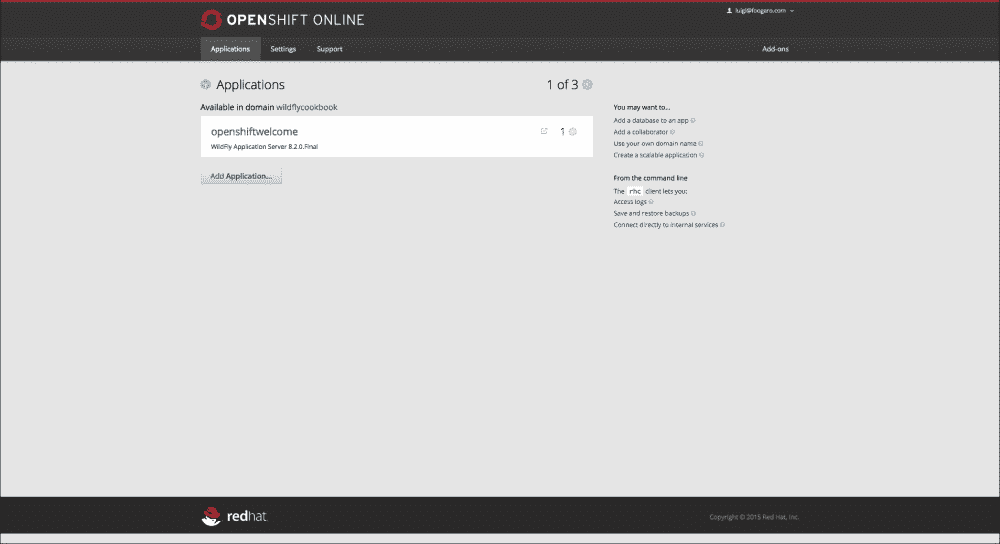 OPENSHIFT ONLINE
luigi@foogaro.com
Applications
Settings
Support
Add-ons
Applications
1 of 3
Available in domain wildflycookbook
openshiftwelcome
1
WildFly Application Server 8.2.0.Final
Add Application...
You may want to...
Add a database to an app
Add a collaborator
Use your own domain name
Create a scalable application
From the command line
The rhc client lets you:
Access logs
Save and restore backups
Connect directly to internal services
redhat.
Copyright © 2015 Red Hat, Inc.